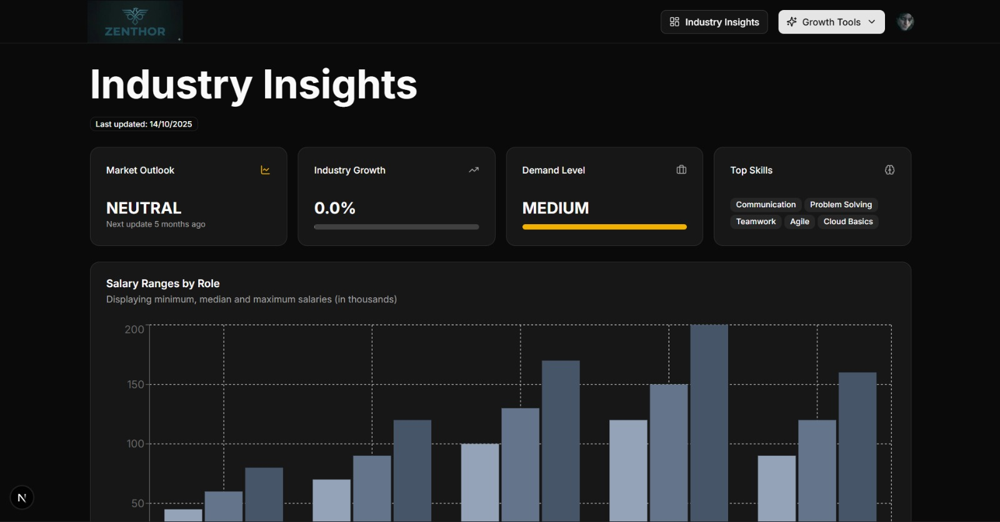 ZENTHOR
Industry Insights
Growth Tools
Industry Insights
Last updated: 14/10/2025
Market Outlook
NEUTRAL
Next update 5 months ago
Industry Growth
0.0%
Demand Level
MEDIUM
Top Skills
Communication Problem Solving
Teamwork Agile Cloud Basics
Salary Ranges by Role
Displaying minimum, median and maximum salaries (in thousands)
200
150
100
50
N